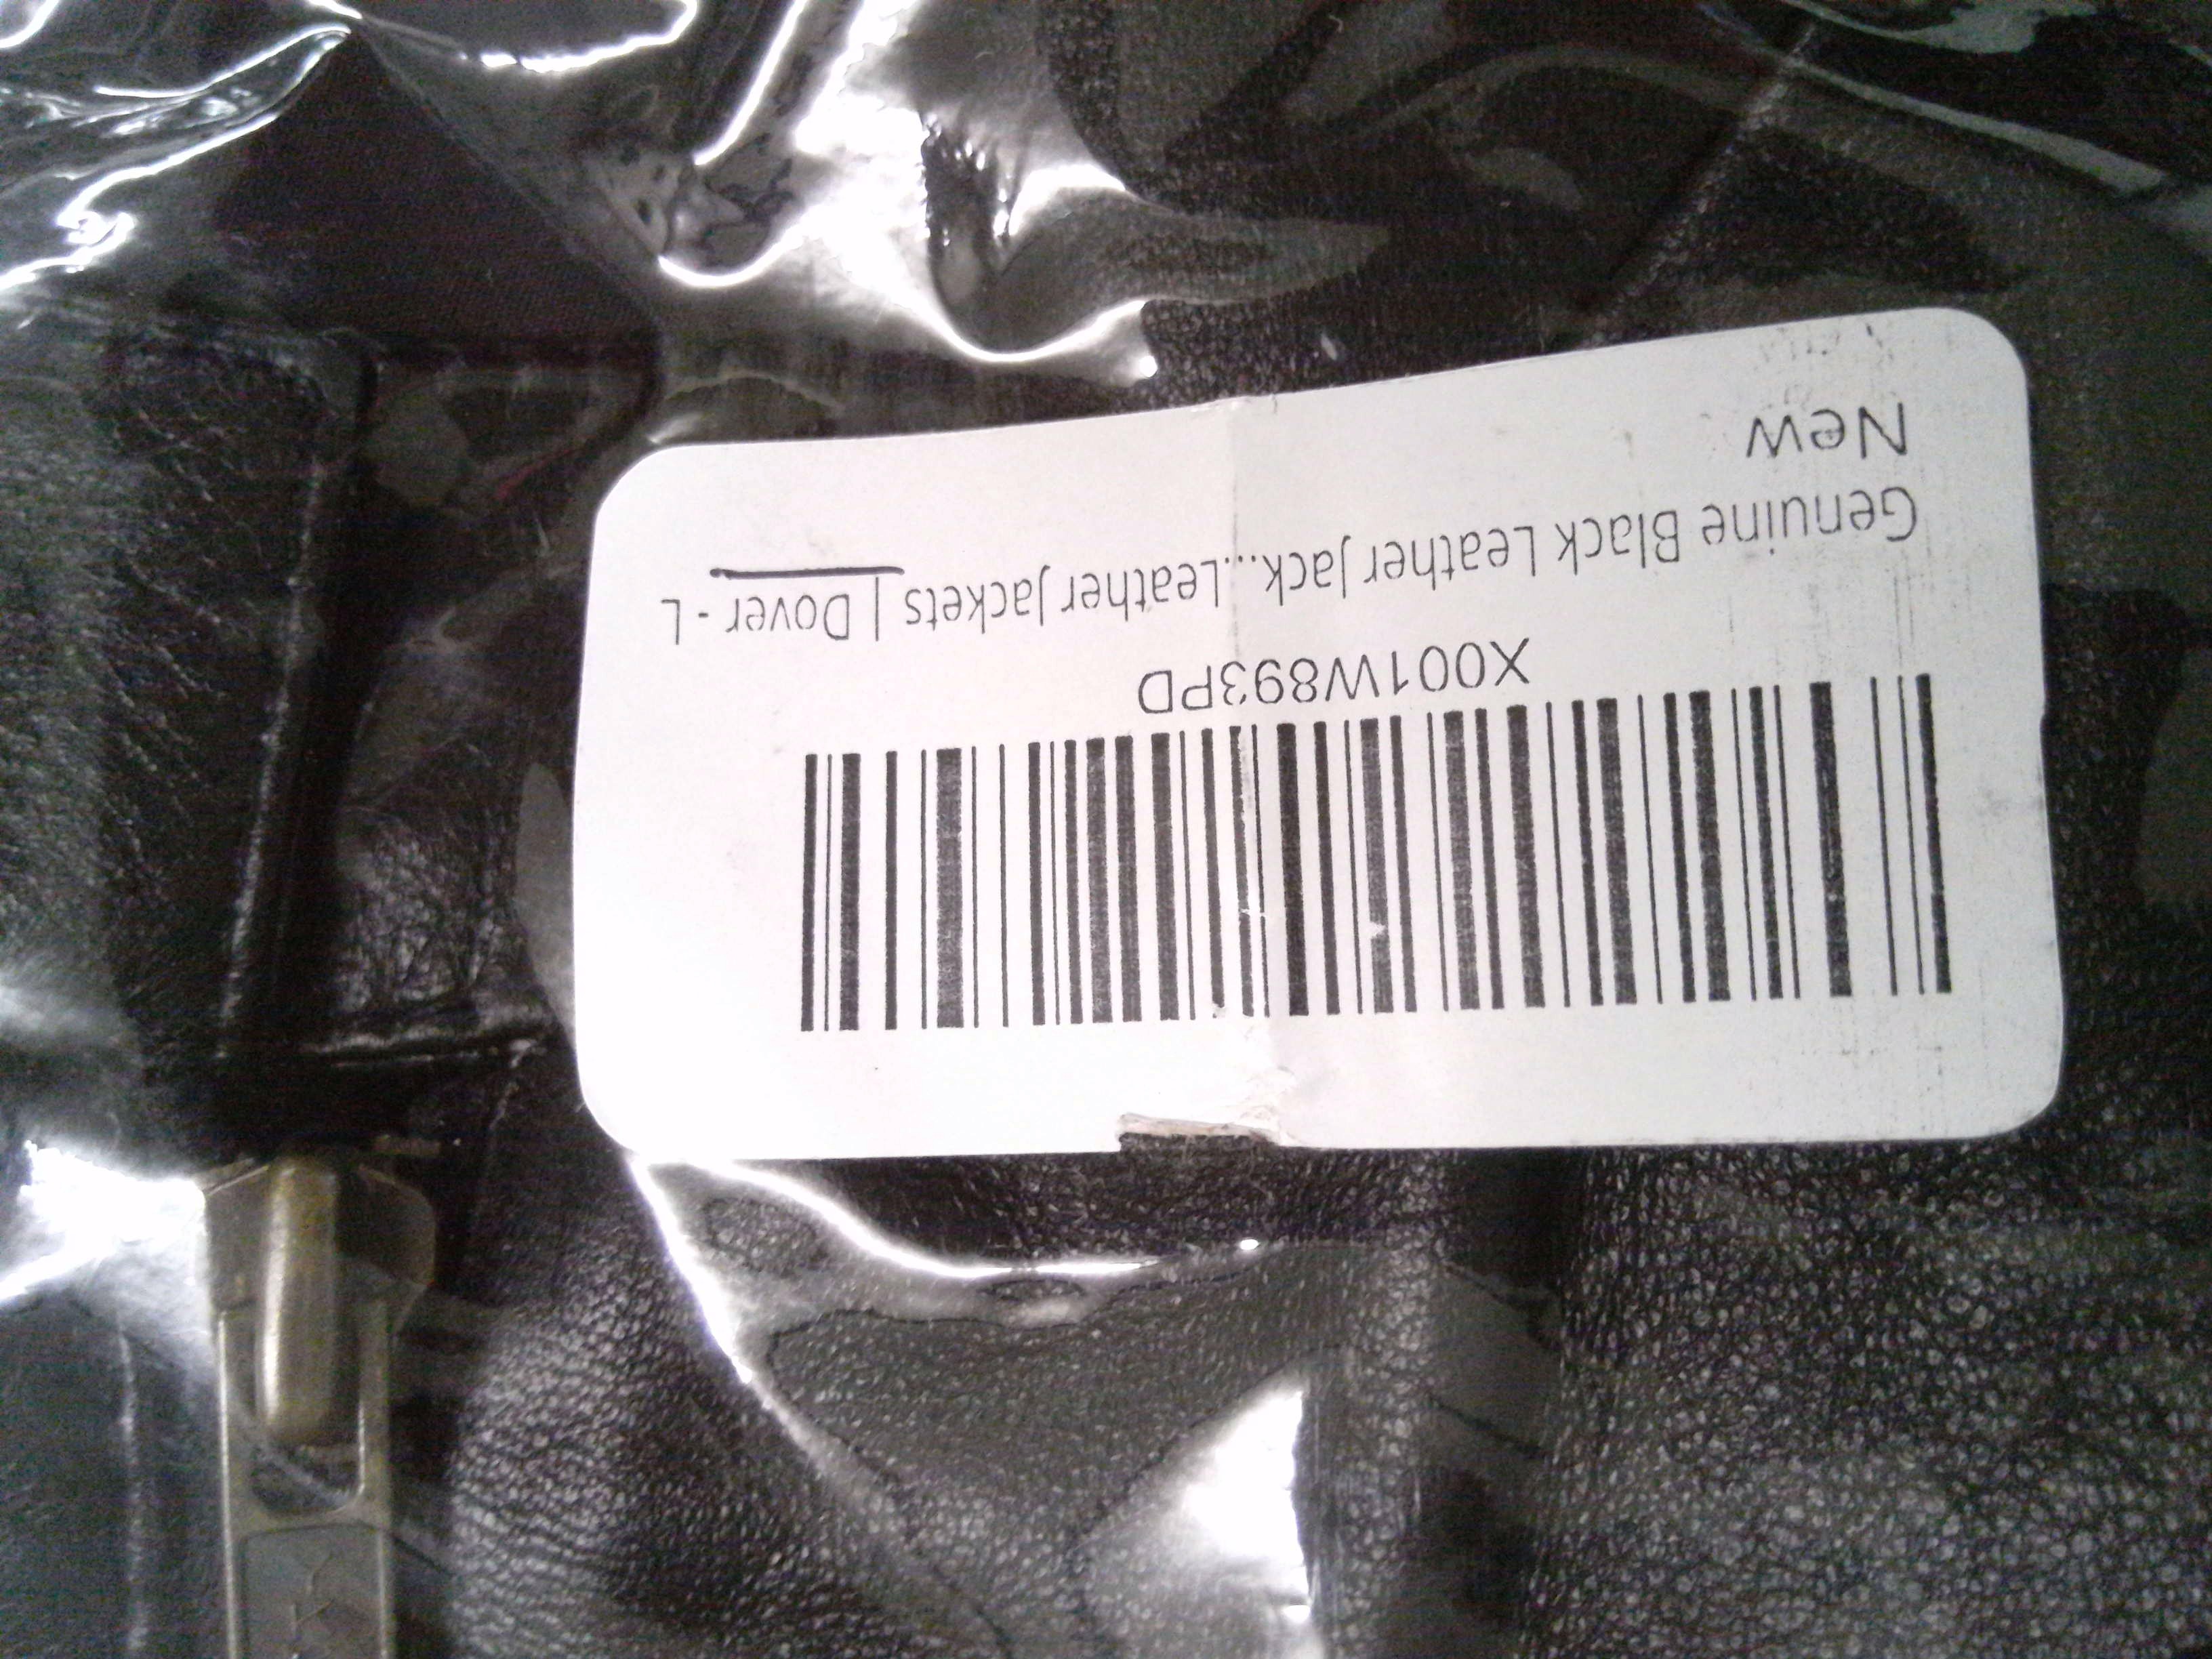 X001W893PD
Genuine Black Leather Jack...Leather Jackets | Dover - L
New